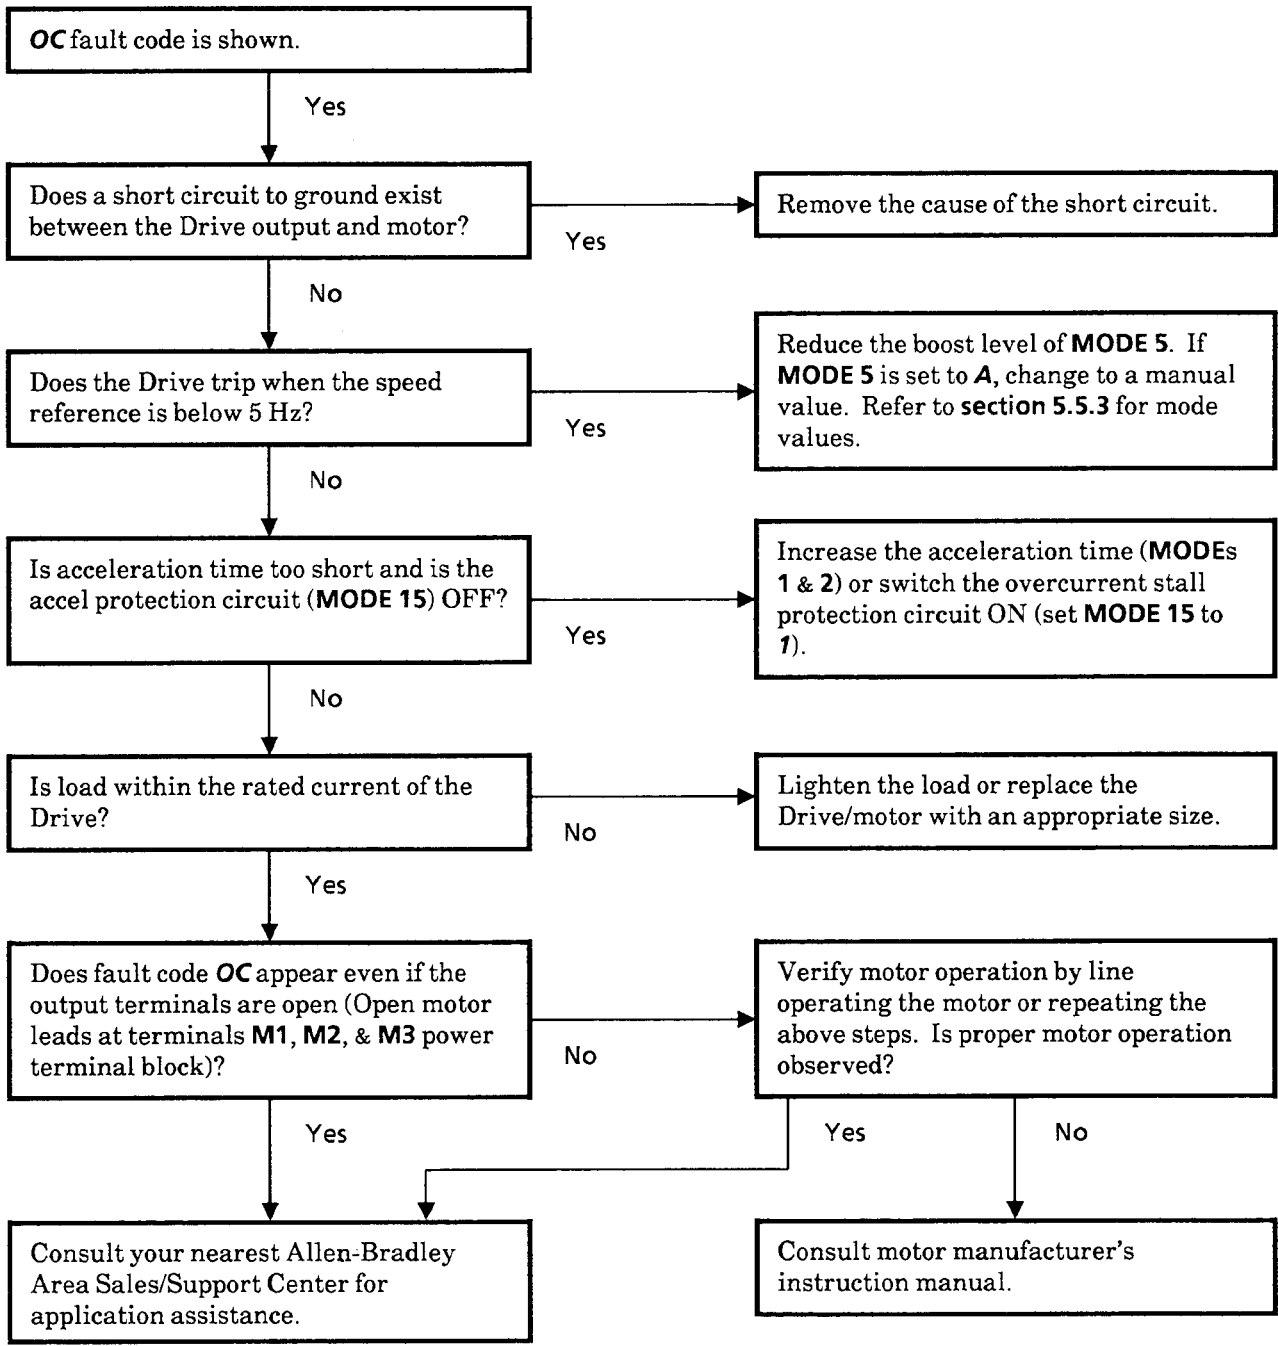 OC fault code is shown.
Yes
Does a short circuit to ground exist
between the Drive output and motor?
Yes
Remove the cause of the short circuit.
No
Does the Drive trip when the speed
reference is below 5 Hz?
Yes
Reduce the boost level of MODE 5. If
MODE 5 is set to A, change to a manual
value. Refer to section 5.5.3 for mode
values.
No
Is acceleration time too short and is the
accel protection circuit (MODE 15) OFF?
Yes
Increase the acceleration time (MODEs
1 & 2) or switch the overcurrent stall
protection circuit ON (set MODE 15 to
1).
No
Is load within the rated current of the
Drive?
No
Lighten the load or replace the
Drive/motor with an appropriate size.
Yes
Does fault code OC appear even if the
output terminals are open (Open motor
leads at terminals M1, M2, & M3 power
terminal block)?
No
Verify motor operation by line
operating the motor or repeating the
above steps. Is proper motor operation
observed?
Yes
Yes
No
Consult your nearest Allen-Bradley
Area Sales/Support Center for
application assistance.
Consult motor manufacturer's
instruction manual.